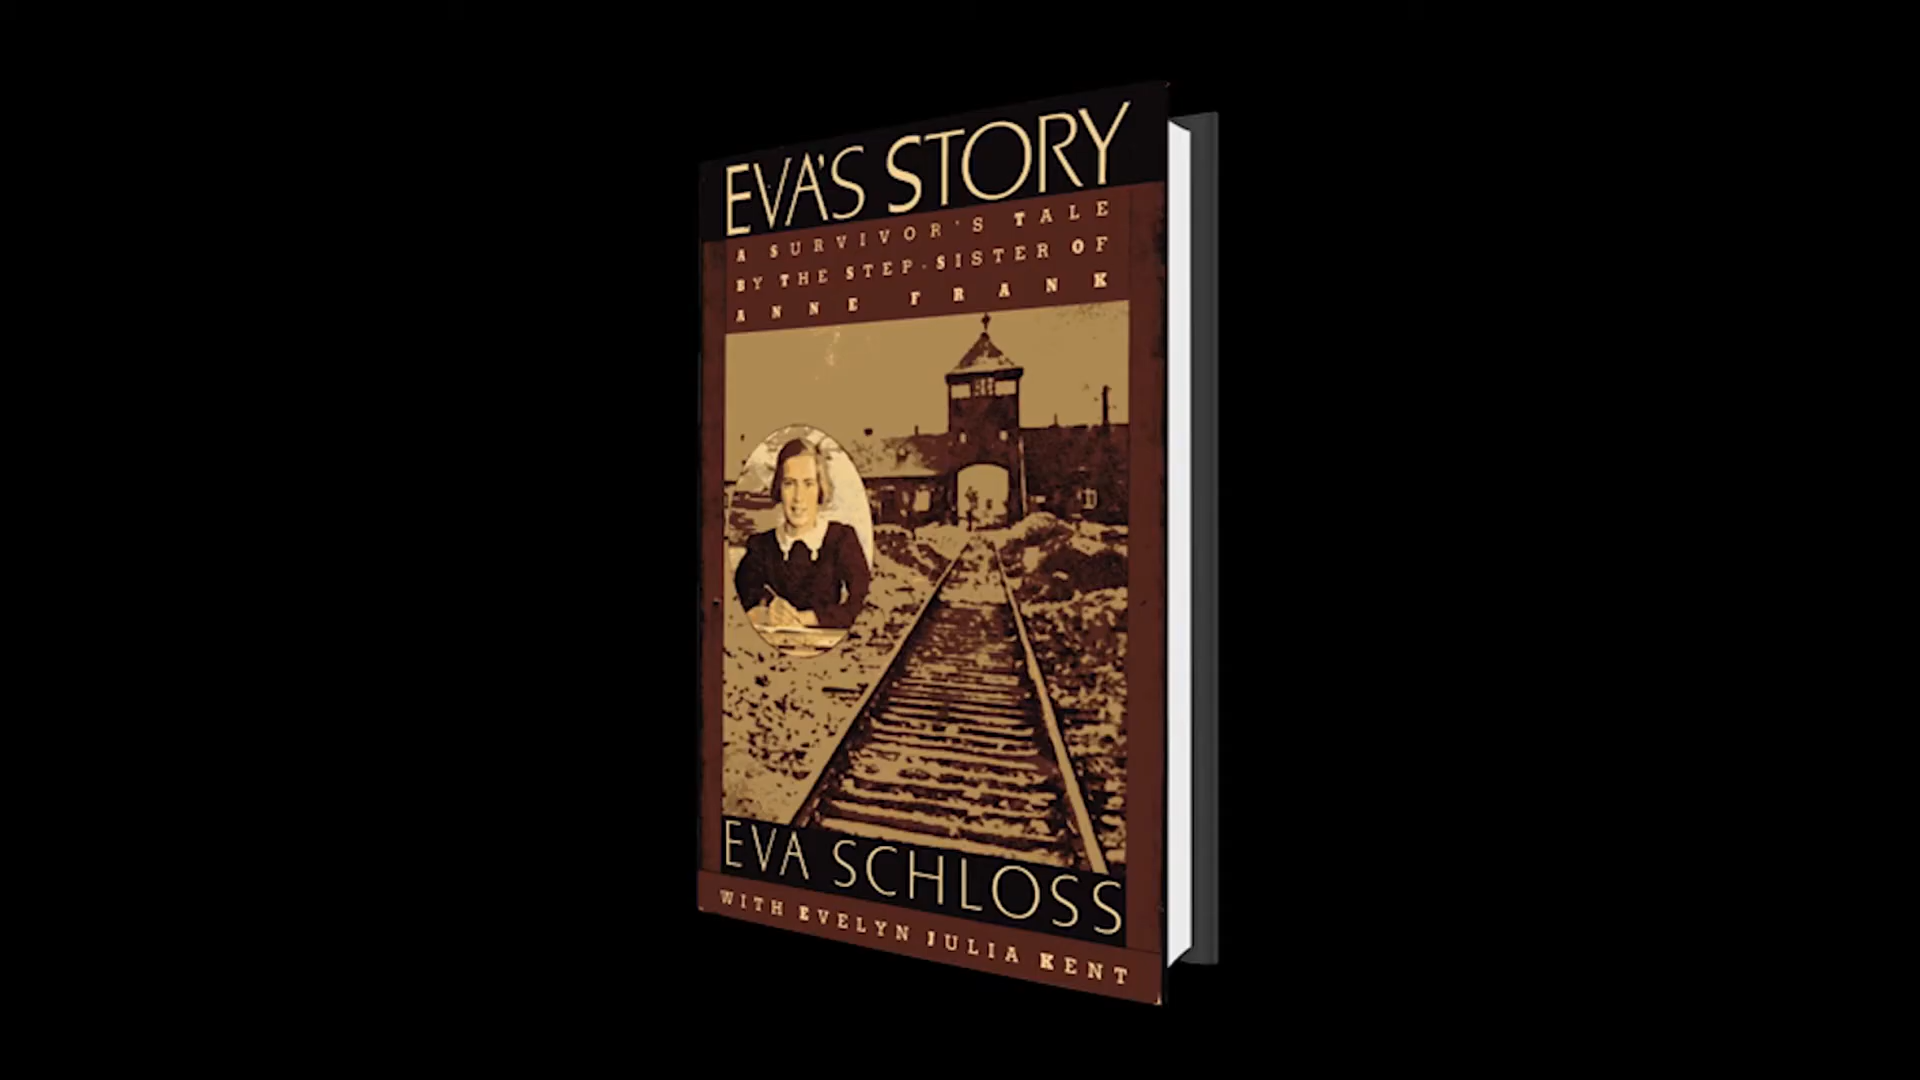 EVA'S STORY
A SURVIVOR'S TALE
BY THE STEP-SISTER OF
ANNE FRANK
EVA SCHLOSS
WITH EVELYN JULIA KENT